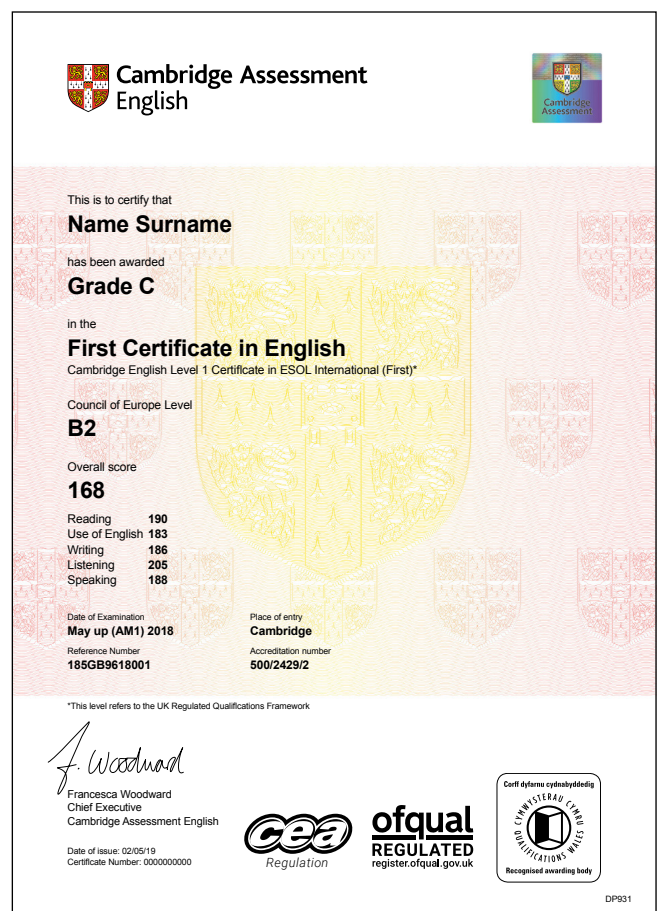 Cambridge Assessment
English
Cambridge
Assessment
This is to certify that
Name Surname
has been awarded
Grade C
in the
First Certificate in English
Cambridge English Level 1 Certificate in ESOL International (First)*
Council of Europe Level
B2
Overall score
168
Reading 190
Use of English 183
Writing 186
Listening 205
Speaking 188
Date of Examination
May up (AM1) 2018
Place of entry
Cambridge
Reference Number
185GB9618001
Accreditation number
500/2429/2
*This level refers to the UK Regulated Qualifications Framework
f. Woodward
Francesca Woodward
Chief Executive
Cambridge Assessment English
Date of issue: 02/05/19
Certificate Number: 0000000000
cea
Regulation
ofqual
REGULATED
register.ofqual.gov.uk
Corff dyfarnu cydnabyddedig
CYMWYSTERAU CYMRU
QUALIFICATIONS WALES
Recognised awarding body
DP931